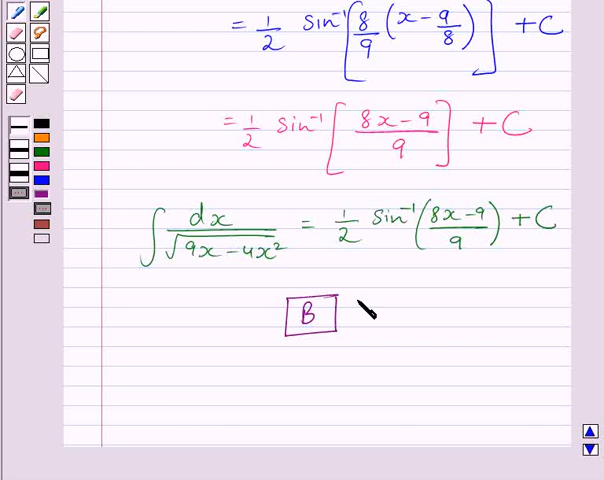 = 1/2 sin⁻¹[8/9 (x − 9/8)] + C
= 1/2 sin⁻¹[(8x − 9)/9] + C
∫ dx/√(9x − 4x²) = 1/2 sin⁻¹((8x − 9)/9) + C
B